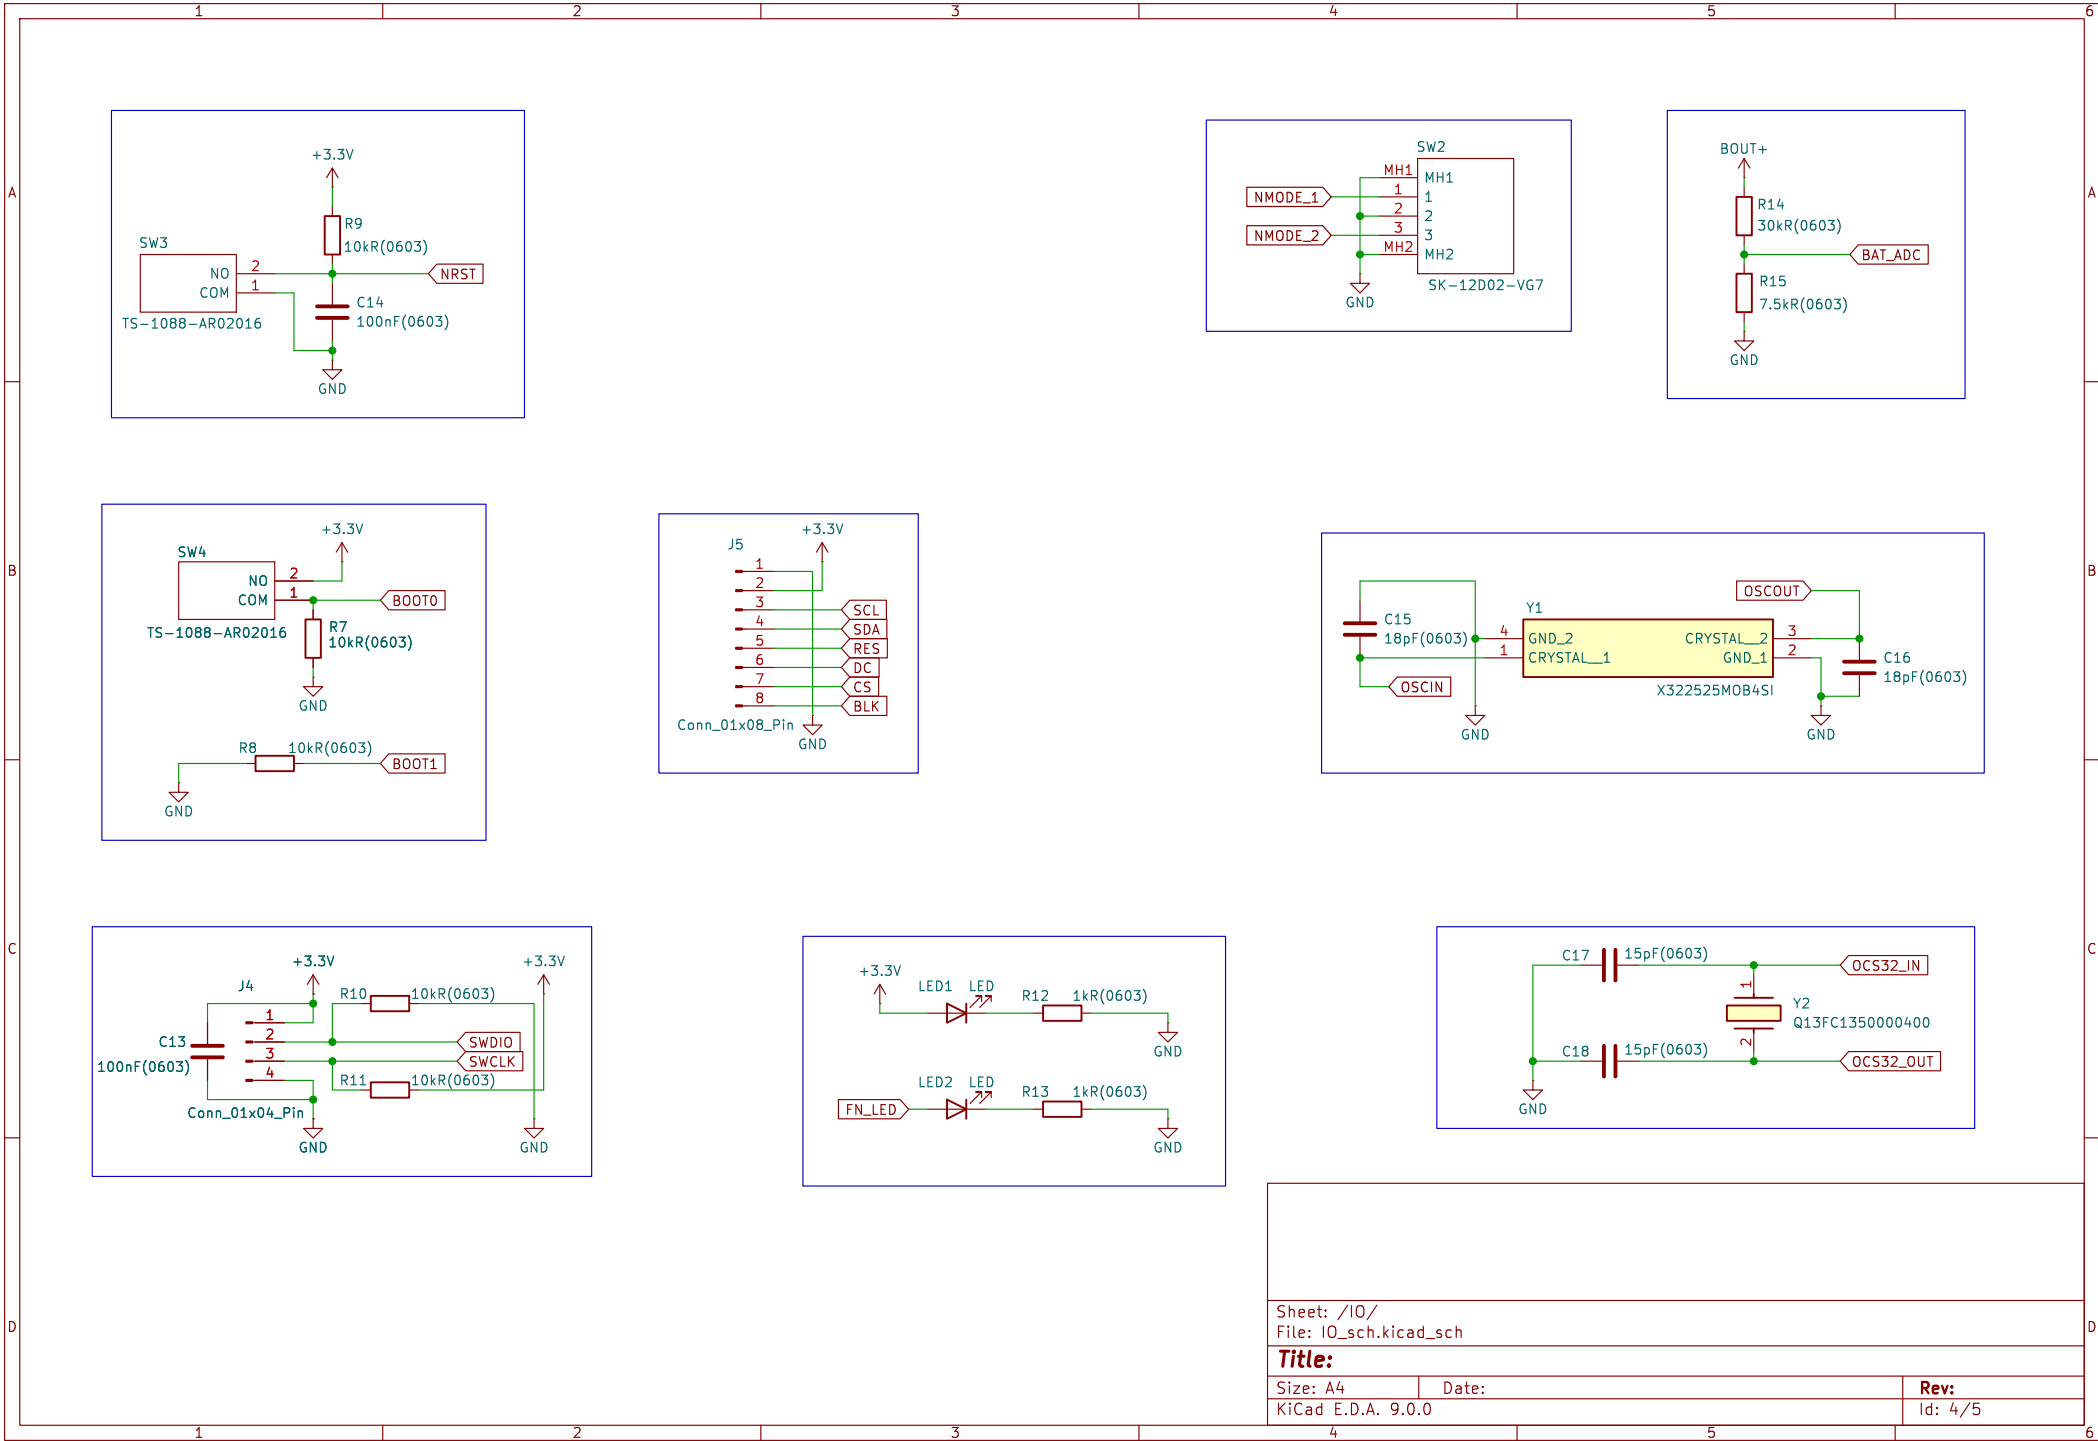 1 2 3 4 5 6
A
B
C
D
A
B
C
D
+3.3V
R9
10kR(0603)
SW3
NO 2
COM 1
TS-1088-AR02016
NRST
C14
100nF(0603)
GND
SW2
MH1 MH1
NMODE_1 1 1
2 2
NMODE_2 3 3
MH2 MH2
SK-12D02-VG7
GND
BOUT+
R14
30kR(0603)
BAT_ADC
R15
7.5kR(0603)
GND
+3.3V
SW4
NO 2
COM 1
BOOT0
TS-1088-AR02016
R7
10kR(0603)
GND
R8 10kR(0603)
BOOT1
GND
+3.3V
J5
1
2
3 SCL
4 SDA
5 RES
6 DC
7 CS
8 BLK
Conn_01x08_Pin
GND
OSCOUT
Y1
C15
18pF(0603)
4 GND_2 CRYSTAL__2 3
1 CRYSTAL__1 GND_1 2
X322525MOB4SI
OSCIN
C16
18pF(0603)
GND
GND
+3.3V
+3.3V
J4
R10 10kR(0603)
1
2 SWDIO
3 SWCLK
4
C13
100nF(0603)
R11 10kR(0603)
Conn_01x04_Pin
GND
GND
+3.3V
LED1 LED
R12 1kR(0603)
GND
LED2 LED
R13 1kR(0603)
FN_LED
GND
C17 15pF(0603)
OCS32_IN
1
Y2
Q13FC1350000400
2
C18 15pF(0603)
OCS32_OUT
GND
Sheet: /IO/
File: IO_sch.kicad_sch
Title:
Size: A4 Date: Rev:
KiCad E.D.A. 9.0.0 Id: 4/5
1 2 3 4 5 6